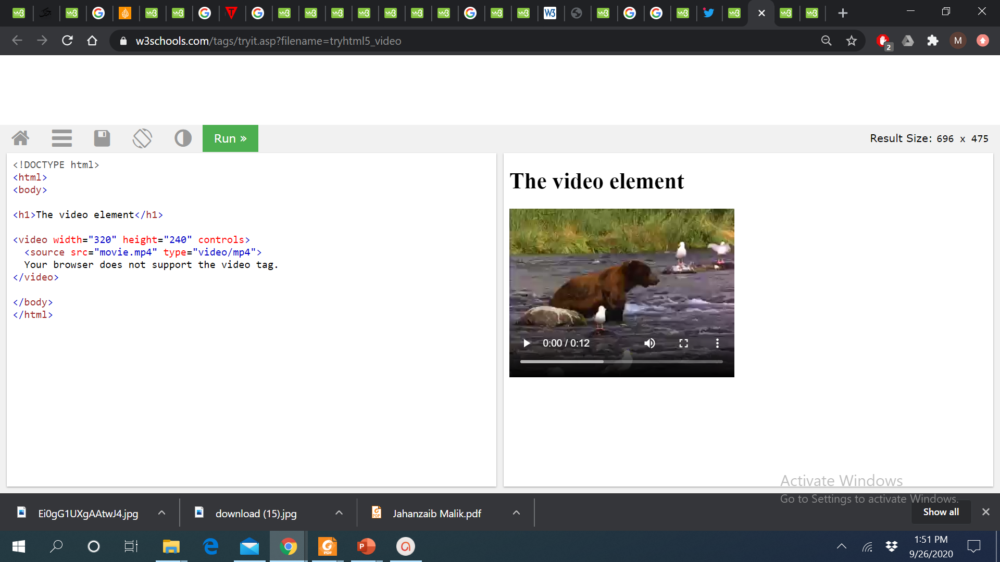 w3schools.com/tags/tryit.asp?filename=tryhtml5_video
2
M
Run »
Result Size: 696 x 475
<!DOCTYPE html>
<html>
<body>
<h1>The video element</h1>
<video width="320" height="240" controls>
<source src="movie.mp4" type="video/mp4">
Your browser does not support the video tag.
</video>
</body>
</html>
The video element
0:00 / 0:12
Activate Windows
Go to Settings to activate Windows.
Ei0gG1UXgAAtwJ4.jpg
download (15).jpg
Jahanzaib Malik.pdf
Show all
1:51 PM
9/26/2020